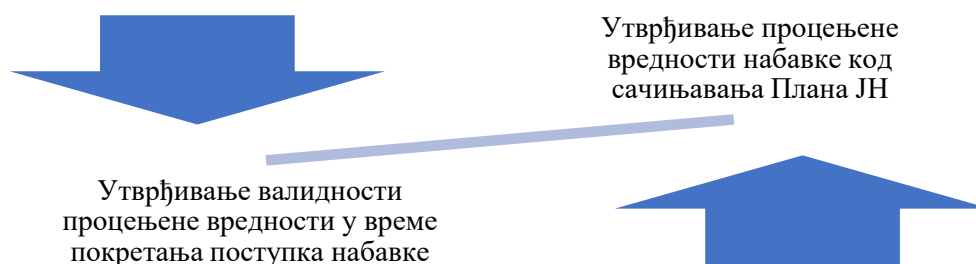 Утврђивање процењене
вредности набавке код
сачињавања Плана ЈН
Утврђивање валидности
процењене вредности у време
покретања поступка набавке